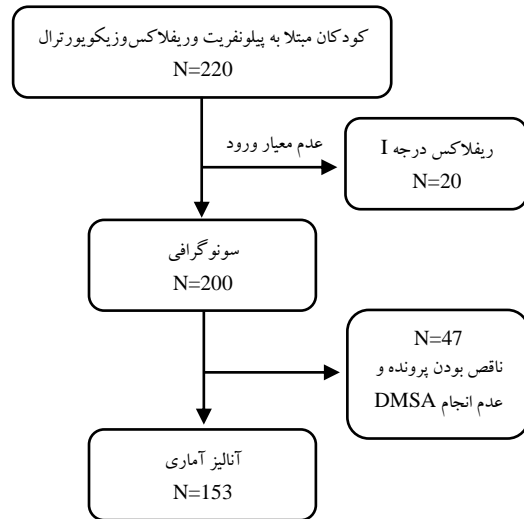 کودکان مبتلا به پیلونفریت وریفلاکس‌وزیکویورترال
N=220
عدم معیار ورود
ریفلاکس درجه I
N=20
سونوگرافی
N=200
N=47
ناقص بودن پرونده و
عدم انجام DMSA
آنالیز آماری
N=153